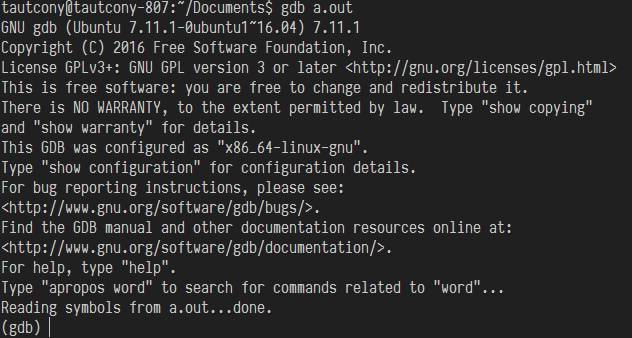 tautcony@tautcony-807:~/Documents$ gdb a.out
GNU gdb (Ubuntu 7.11.1-0ubuntu1~16.04) 7.11.1
Copyright (C) 2016 Free Software Foundation, Inc.
License GPLv3+: GNU GPL version 3 or later <http://gnu.org/licenses/gpl.html>
This is free software: you are free to change and redistribute it.
There is NO WARRANTY, to the extent permitted by law.  Type "show copying"
and "show warranty" for details.
This GDB was configured as "x86_64-linux-gnu".
Type "show configuration" for configuration details.
For bug reporting instructions, please see:
<http://www.gnu.org/software/gdb/bugs/>.
Find the GDB manual and other documentation resources online at:
<http://www.gnu.org/software/gdb/documentation/>.
For help, type "help".
Type "apropos word" to search for commands related to "word"...
Reading symbols from a.out...done.
(gdb)